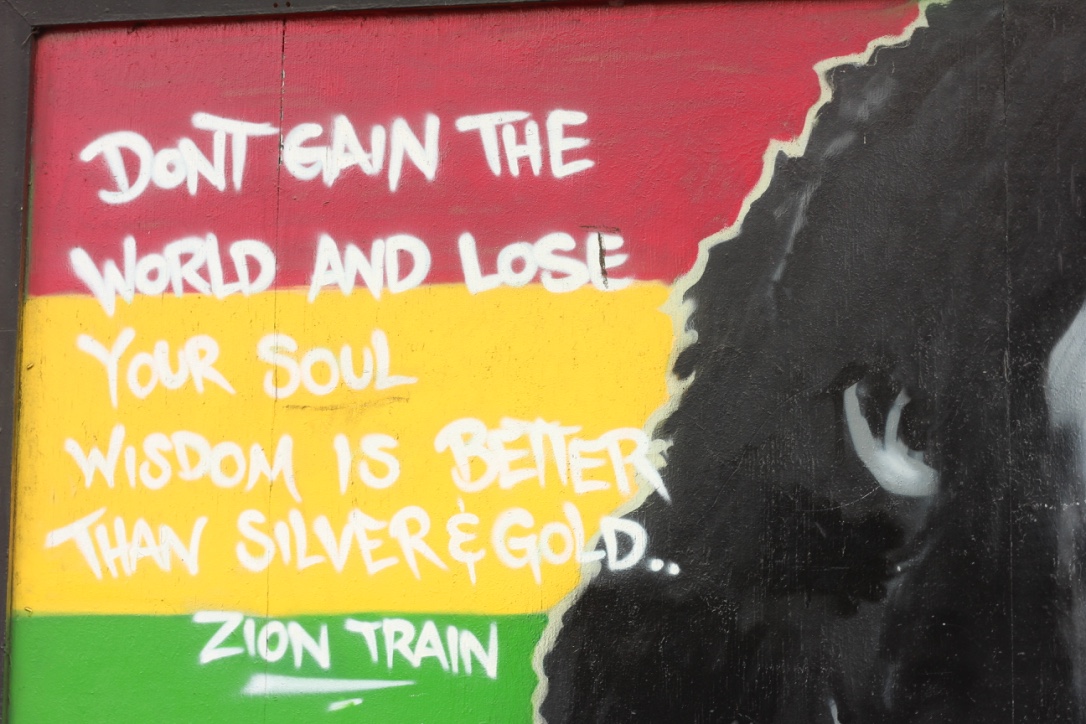 DONT GAIN THE
WORLD AND LOSE
YOUR SOUL
WISDOM IS BETTER
THAN SILVER & GOLD..
ZION TRAIN